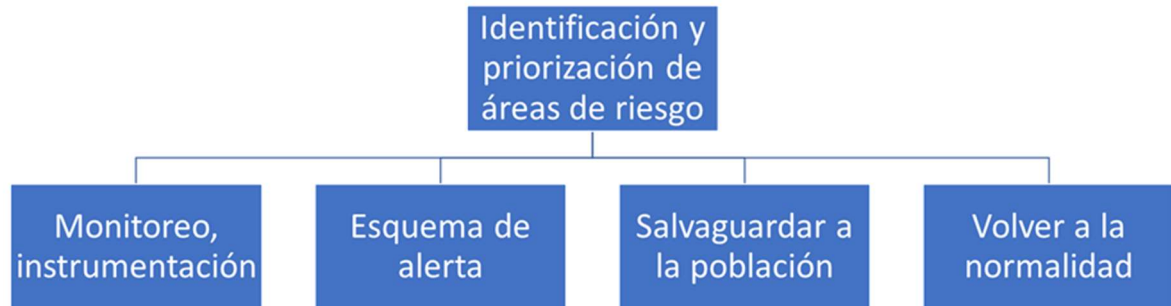 Identificación y
priorización de
áreas de riesgo
Monitoreo,
instrumentación
Esquema de
alerta
Salvaguardar a
la población
Volver a la
normalidad